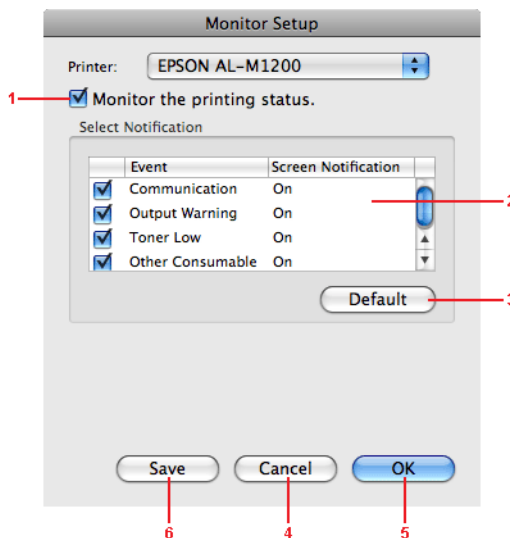 Monitor Setup
Printer: EPSON AL-M1200
1 Monitor the printing status.
Select Notification
Event Screen Notification
Communication On 2
Output Warning On
Toner Low On
Other Consumable On
Default 3
Save Cancel OK
6 4 5